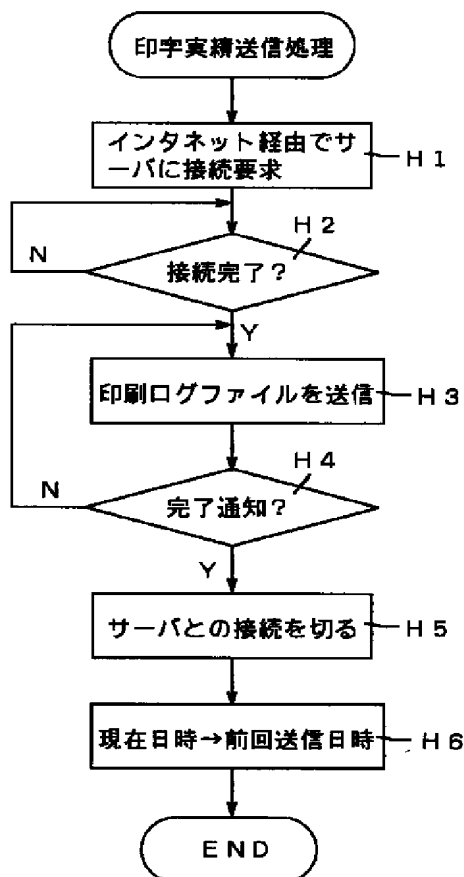 印字実績送信処理
インタネット経由でサ
ーバに接続要求
H1
H2
N
接続完了?
Y
印刷ログファイルを送信
H3
H4
N
完了通知?
Y
サーバとの接続を切る
H5
現在日時→前回送信日時
H6
END